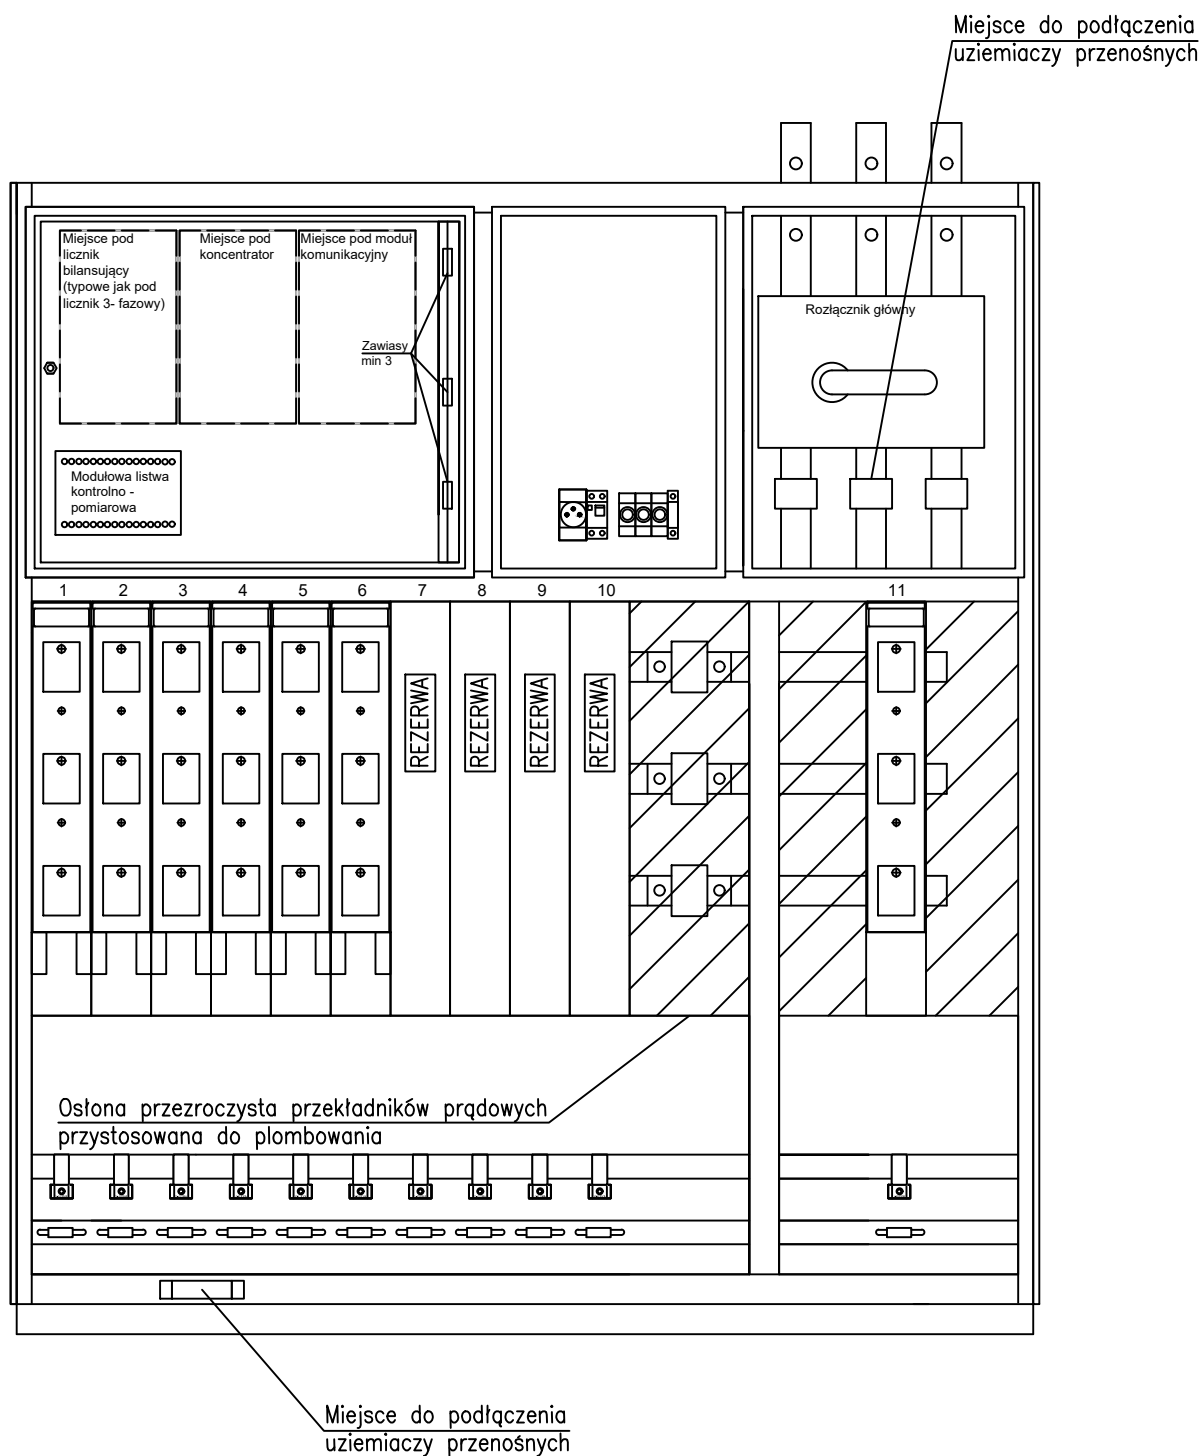 Miejsce do podłączenia
uziemiaczy przenośnych
Miejsce pod
licznik
bilansujący
(typowe jak pod
licznik 3- fazowy)
Miejsce pod
koncentrator
Miejsce pod moduł
komunikacyjny
Zawiasy
min 3
Modułowa listwa
kontrolno -
pomiarowa
Rozłącznik główny
1 2 3 4 5 6 7 8 9 10 11
REZERWA
REZERWA
REZERWA
REZERWA
Osłona przezroczysta przekładników prądowych
przystosowana do plombowania
Miejsce do podłączenia
uziemiaczy przenośnych